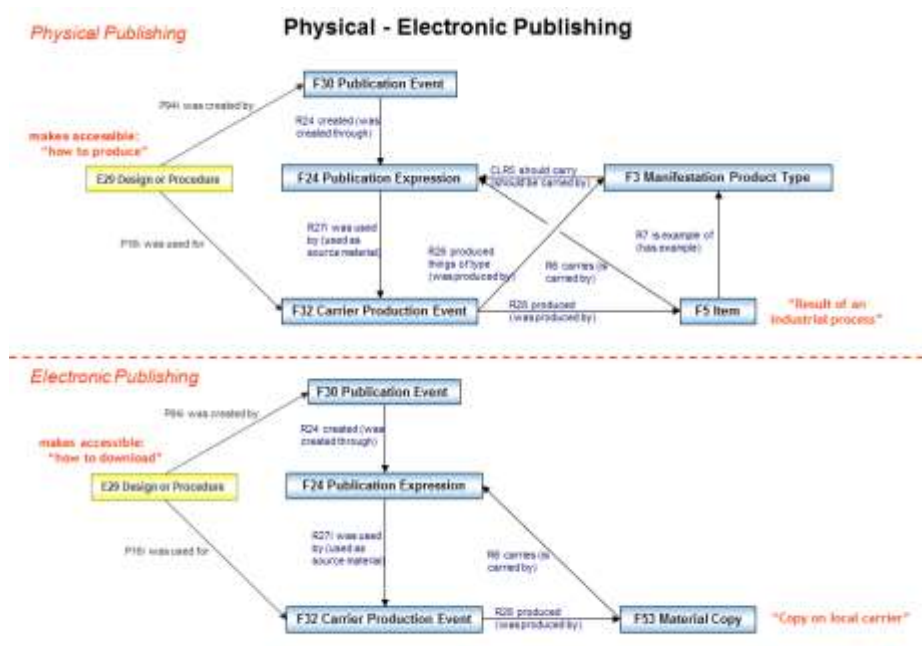 Physical - Electronic Publishing
Physical Publishing
F30 Publication Event
P94i was created by
R24 created (was
created through)
makes accessible:
"how to produce"
E29 Design or Procedure
F24 Publication Expression
CLR6 should carry
(should be carried by)
F3 Manifestation Product Type
P16i was used for
R27i was used
by (used as
source material)
R26 produced
things of type
(was produced by)
R6 carries (is
carried by)
R7 is example of
(has example)
F32 Carrier Production Event
R28 produced
(was produced by)
F5 Item
"Result of an
industrial process"
Electronic Publishing
F30 Publication Event
P94i was created by
R24 created (was
created through)
makes accessible:
"how to download"
E29 Design or Procedure
F24 Publication Expression
P16i was used for
R27i was used
by (used as
source material)
R6 carries (is
carried by)
F32 Carrier Production Event
R28 produced
(was produced by)
F53 Material Copy
"Copy on local carrier"